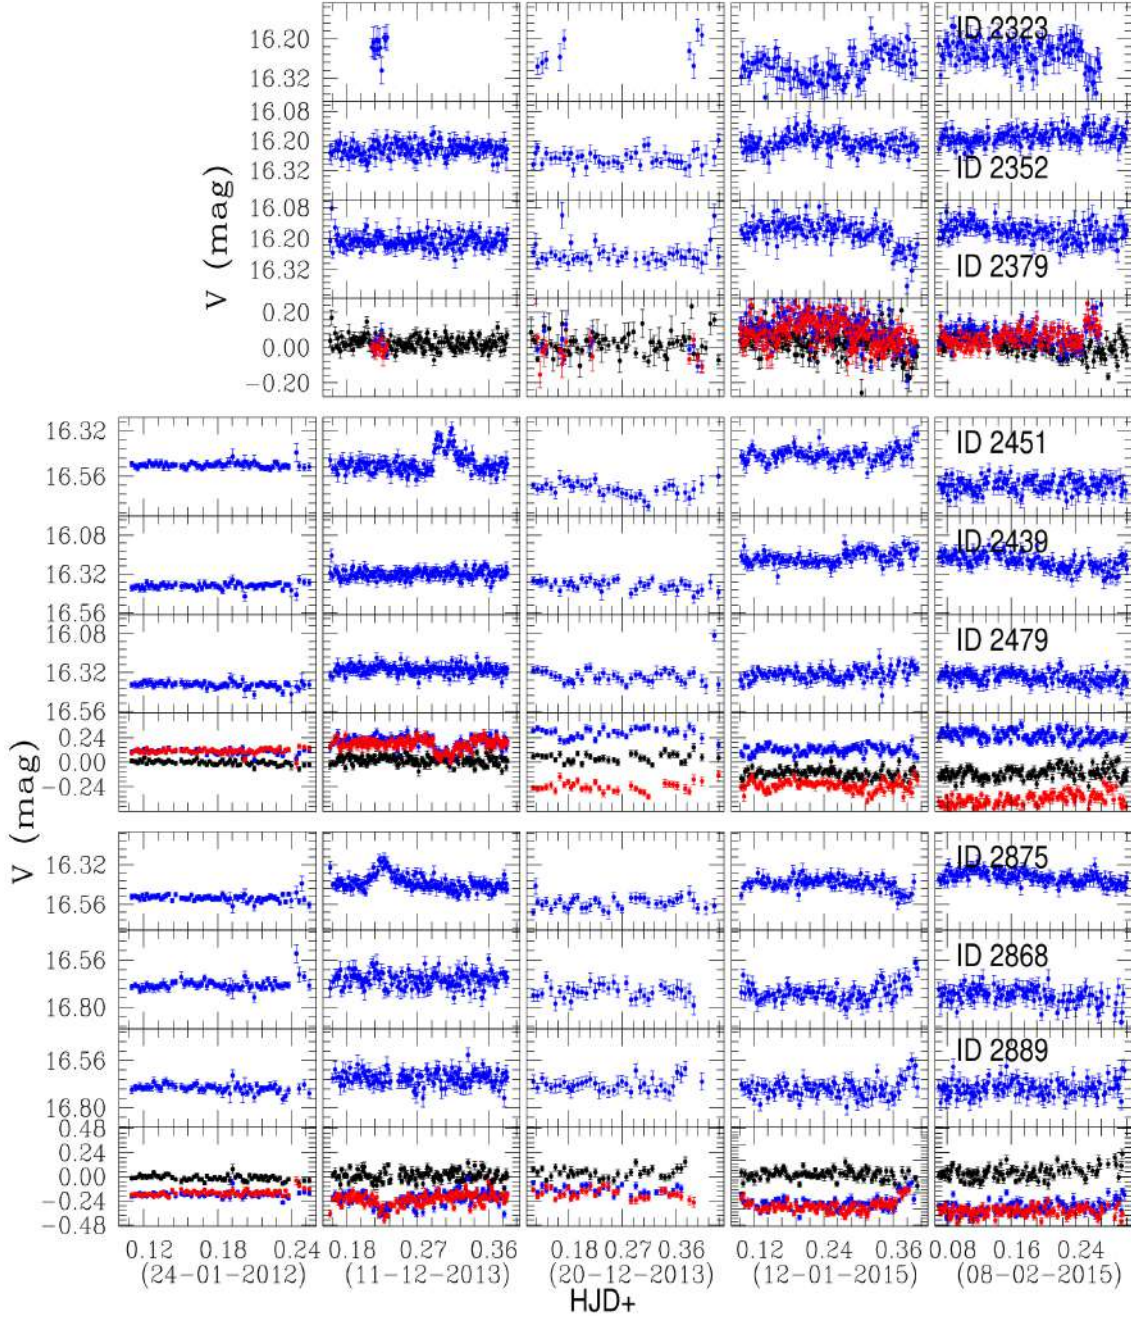 16.20 ID 2323
16.32
16.08
16.20
16.32 ID 2352
16.08
16.20
16.32 ID 2379
0.20
0.00
−0.20
V (mag)
16.32 ID 2451
16.56
16.08 ID 2439
16.32
16.56
16.08 ID 2479
16.32
16.56
0.24
0.00
−0.24
V (mag)
16.32 ID 2875
16.56
16.56 ID 2868
16.80
16.56 ID 2889
16.80
0.48
0.24
0.00
−0.24
−0.48
0.12 0.18 0.24 0.18 0.27 0.36 0.18 0.27 0.36 0.12 0.24 0.36 0.08 0.16 0.24
(24-01-2012) (11-12-2013) (20-12-2013) (12-01-2015) (08-02-2015)
HJD+